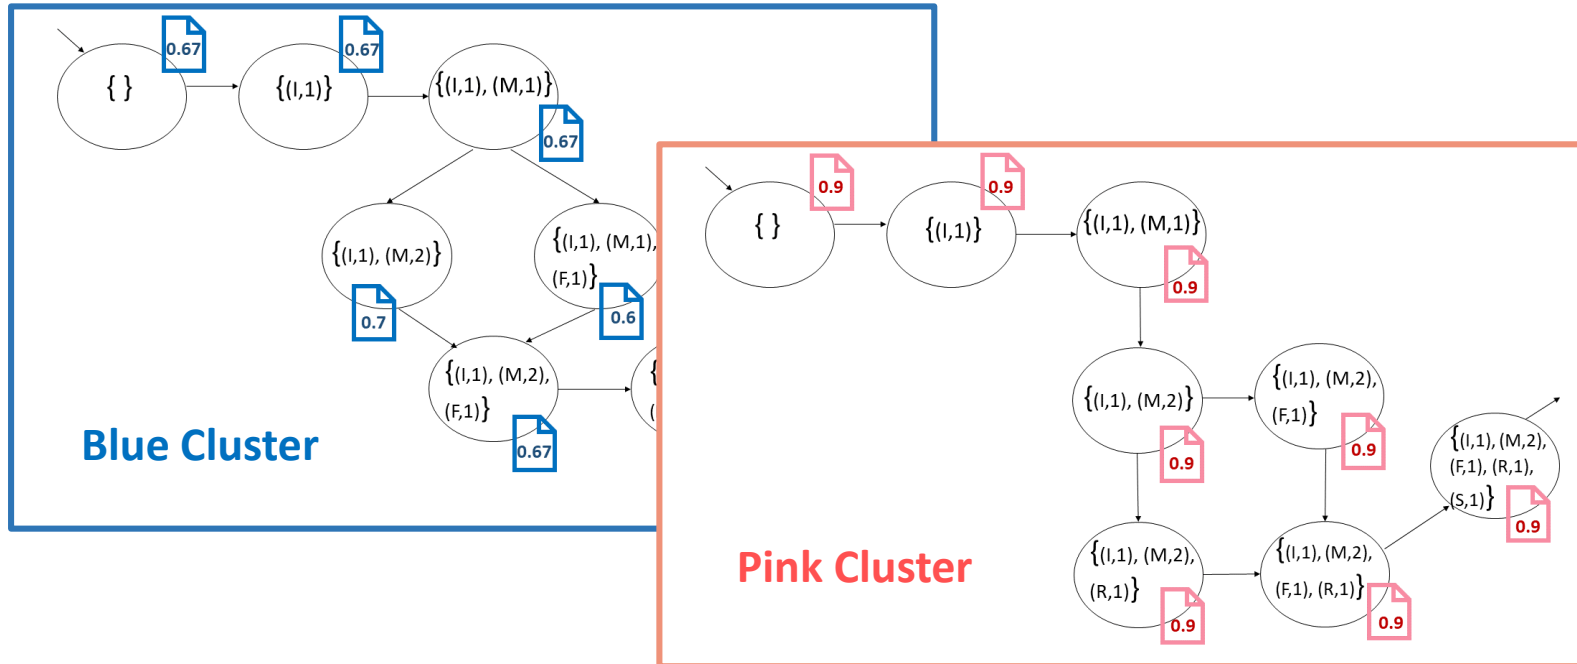 0.67
0.67
{ }
{(I,1)}
{(I,1), (M,1)}
0.67
{(I,1), (M,2)}
{(I,1), (M,1),
(F,1)}
0.7
0.6
{(I,1), (M,2),
(F,1)}
{
(
0.67
Blue Cluster
0.9
0.9
{ }
{(I,1)}
{(I,1), (M,1)}
0.9
{(I,1), (M,2)}
0.9
{(I,1), (M,2),
(F,1)}
0.9
{(I,1), (M,2),
(F,1), (R,1),
(S,1)}
0.9
{(I,1), (M,2),
(R,1)}
0.9
{(I,1), (M,2),
(F,1), (R,1)}
0.9
Pink Cluster